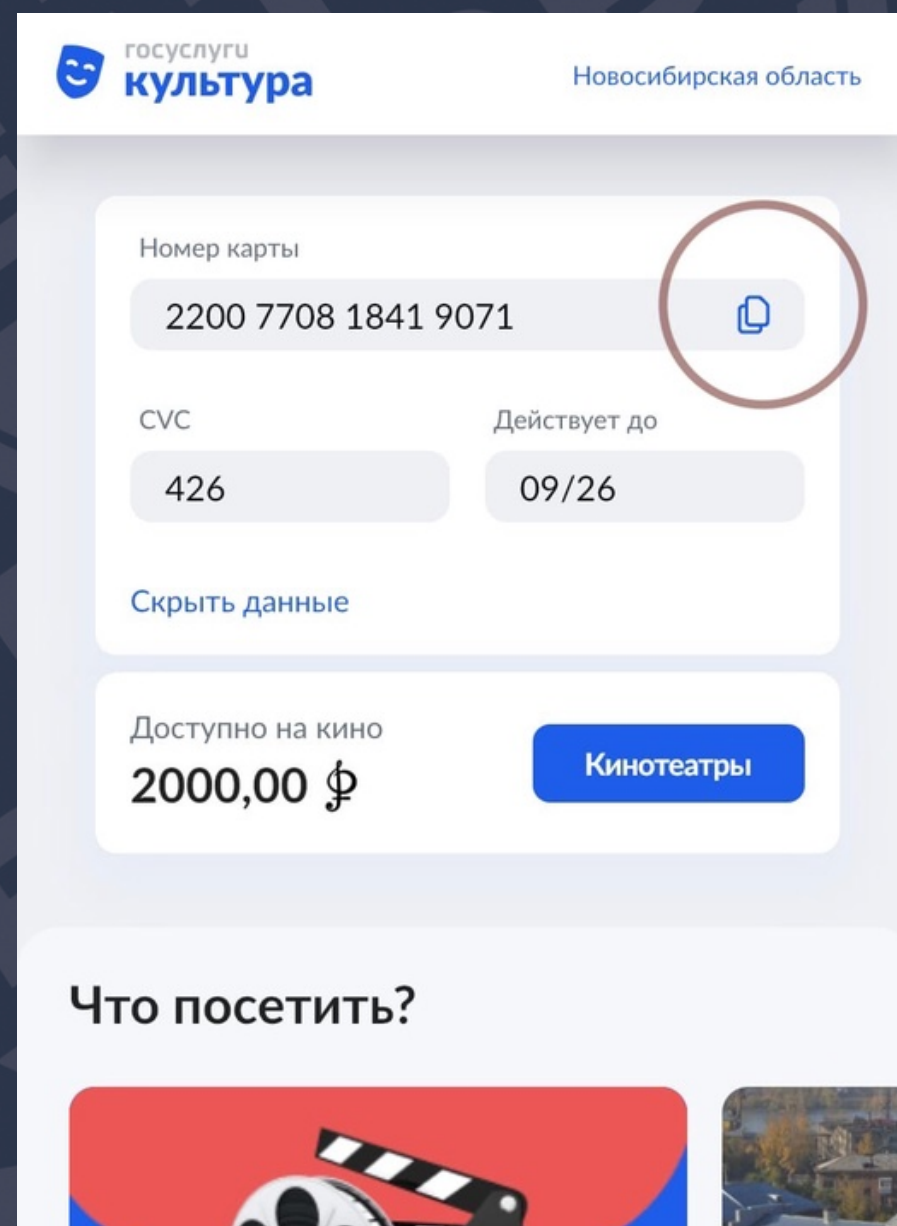 госуслуги
культура
Новосибирская область
Номер карты
2200 7708 1841 9071
CVC
Действует до
426
09/26
Скрыть данные
Доступно на кино
2000,00 ₽
Кинотеатры
Что посетить?